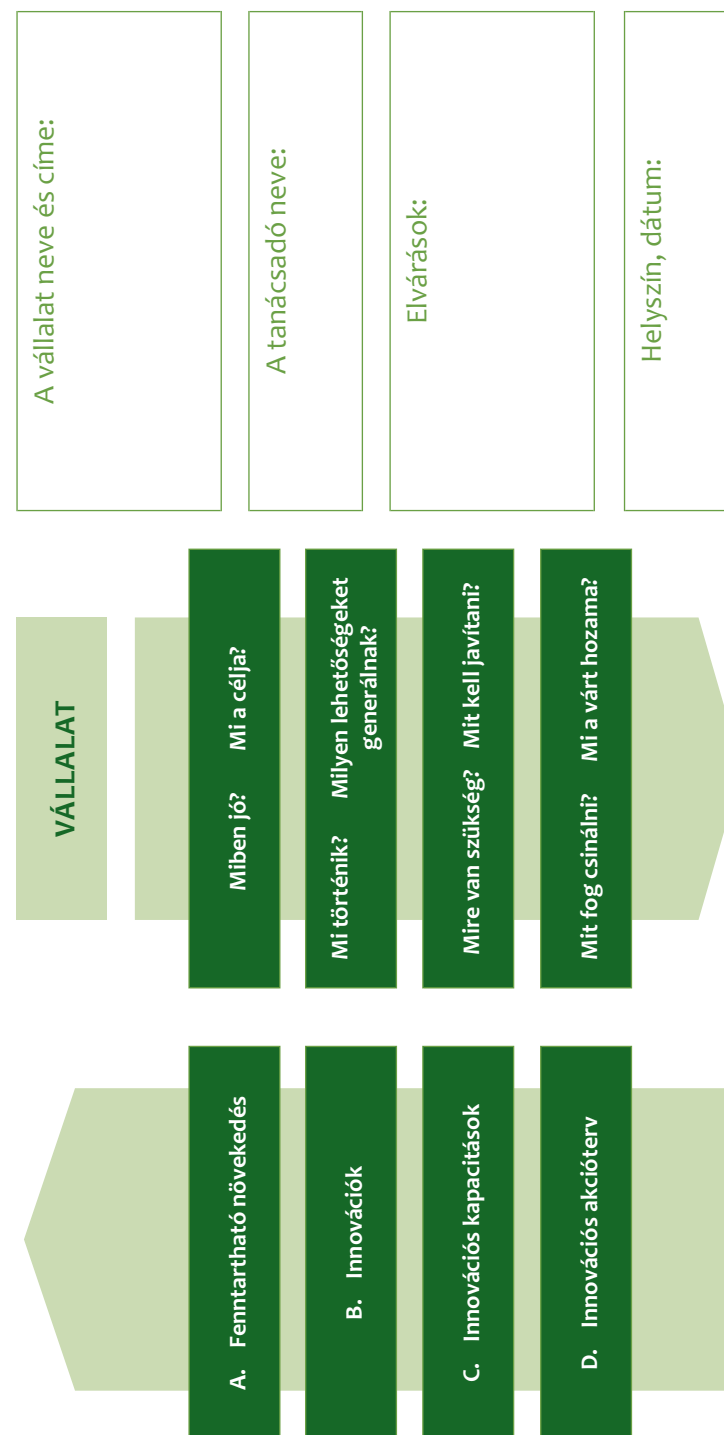 VÁLLALAT
A. Fenntartható növekedés
Miben jó?
Mi a célja?
B. Innovációk
Mi történik?
Milyen lehetőségeket
generálnak?
C. Innovációs kapacitások
Mire van szükség?
Mit kell javítani?
D. Innovációs akcióterv
Mit fog csinálni?
Mi a várt hozama?
A vállalat neve és címe:
A tanácsadó neve:
Elvárások:
Helyszín, dátum: